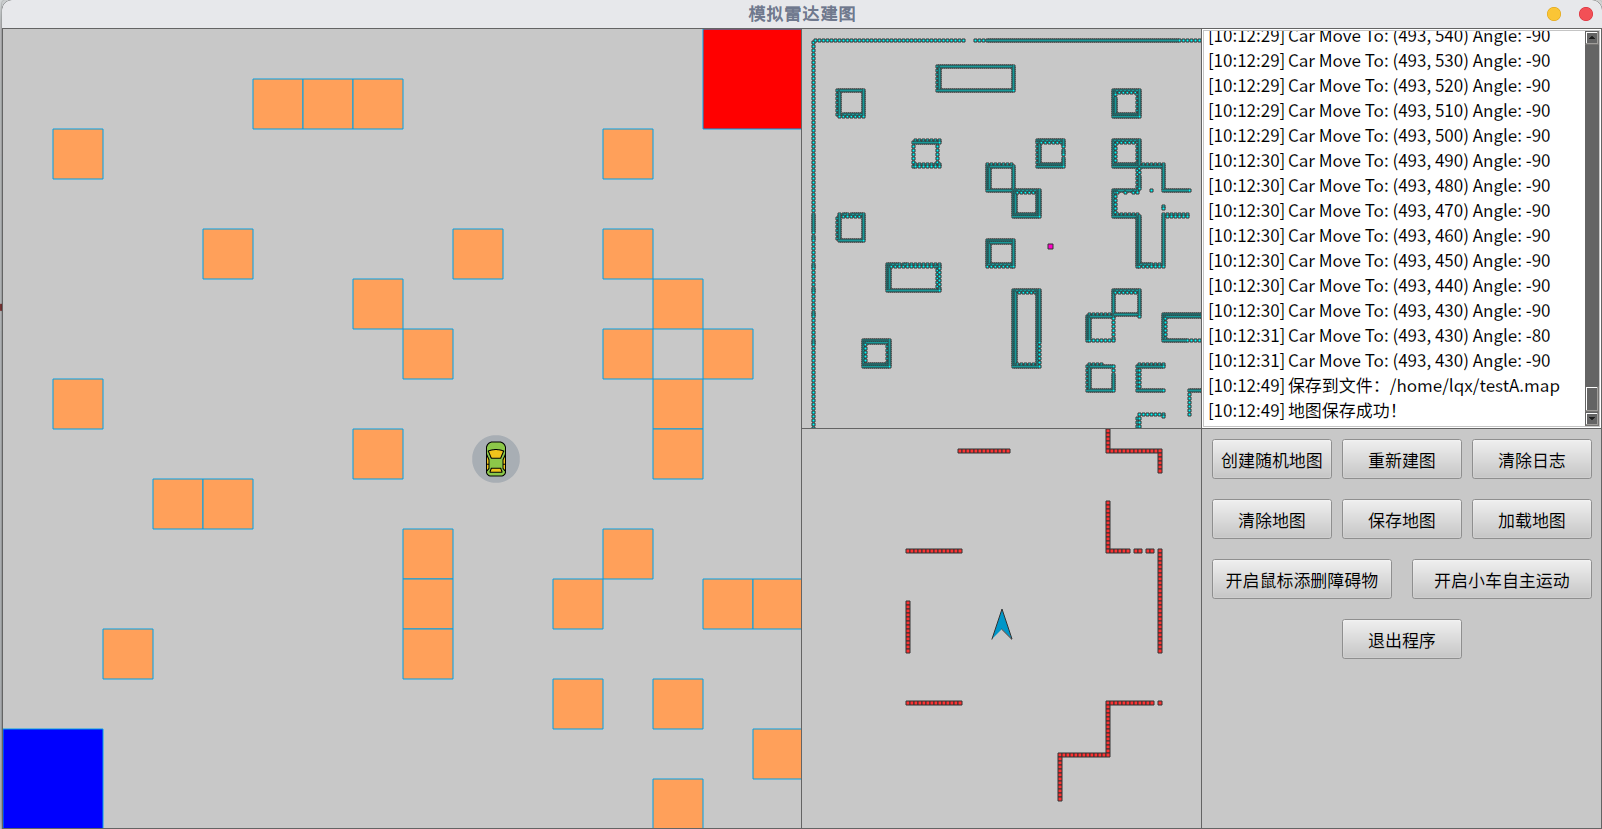 模拟雷达建图
[10:12:29] Car Move To: (493, 540) Angle: -90
[10:12:29] Car Move To: (493, 530) Angle: -90
[10:12:29] Car Move To: (493, 520) Angle: -90
[10:12:29] Car Move To: (493, 510) Angle: -90
[10:12:29] Car Move To: (493, 500) Angle: -90
[10:12:30] Car Move To: (493, 490) Angle: -90
[10:12:30] Car Move To: (493, 480) Angle: -90
[10:12:30] Car Move To: (493, 470) Angle: -90
[10:12:30] Car Move To: (493, 460) Angle: -90
[10:12:30] Car Move To: (493, 450) Angle: -90
[10:12:30] Car Move To: (493, 440) Angle: -90
[10:12:30] Car Move To: (493, 430) Angle: -90
[10:12:31] Car Move To: (493, 430) Angle: -80
[10:12:31] Car Move To: (493, 430) Angle: -90
[10:12:49] 保存到文件：/home/lqx/testA.map
[10:12:49] 地图保存成功!
创建随机地图 重新建图 清除日志
清除地图 保存地图 加载地图
开启鼠标添删障碍物 开启小车自主运动
退出程序